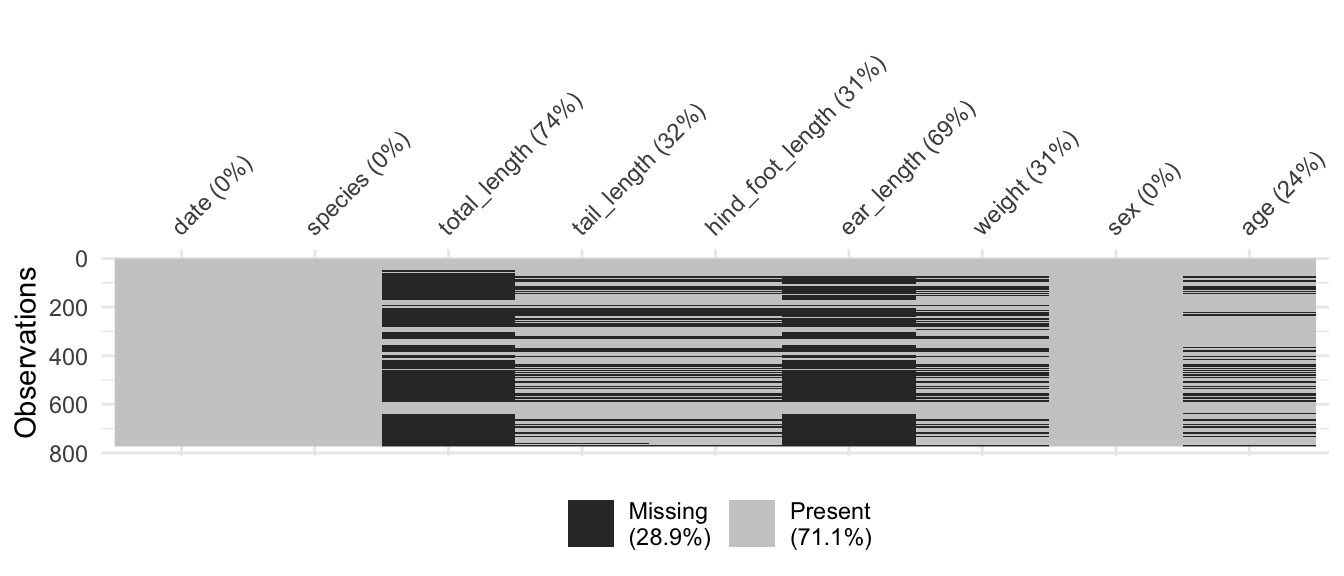 date (0%)
species (0%)
total_length (74%)
tail_length (32%)
hind_foot_length (31%)
ear_length (69%)
weight (31%)
sex (0%)
age (24%)
Observations
0
200
400
600
800
Missing
(28.9%)
Present
(71.1%)